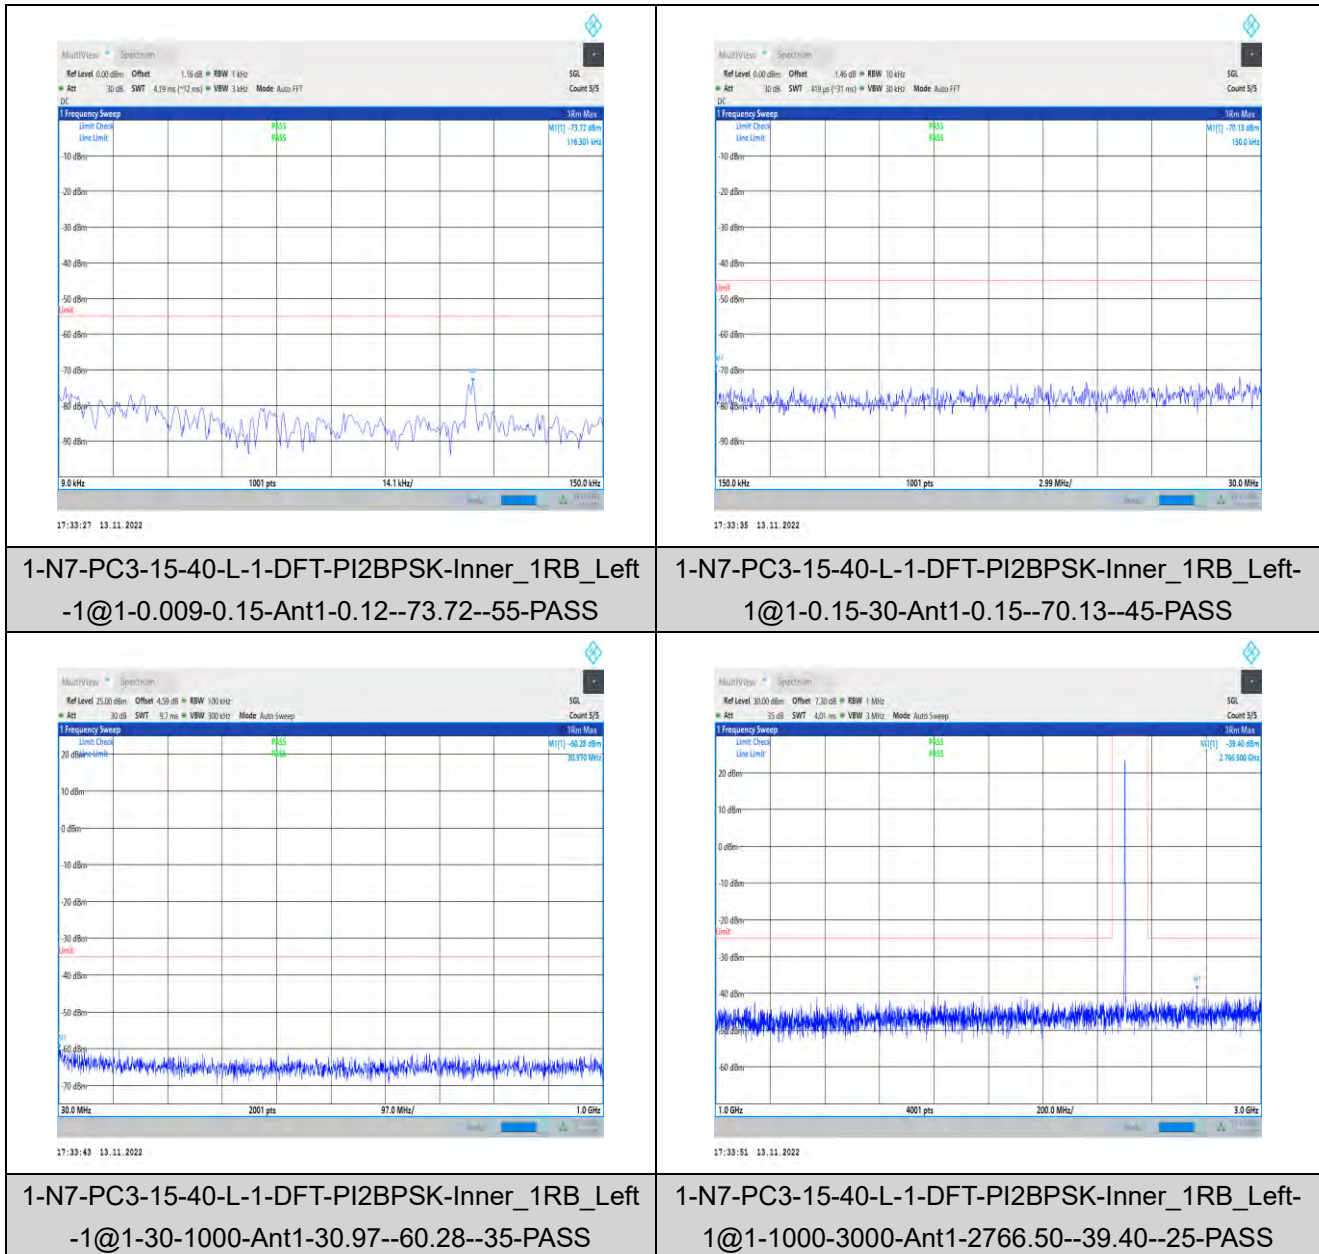 MultiView Spectrum
Ref Level 0.00 dBm Offset 1.16 dB RBW 1 kHz SGL
Att 30 dB SWT 4.19 ms (~12 ms) VBW 3 kHz Mode Auto FFT Count 5/5
DC
1 Frequency Sweep 1Rm Max
Limit Check PASS M1[1] -73.72 dBm
Line Limit PASS 116.301 kHz
-10 dBm
-20 dBm
-30 dBm
-40 dBm
-50 dBm
Limit
-60 dBm
-70 dBm
M1
-80 dBm
-90 dBm
9.0 kHz 1001 pts 14.1 kHz/ 150.0 kHz
Ready
17:33:27 13.11.2022
1-N7-PC3-15-40-L-1-DFT-PI2BPSK-Inner_1RB_Left
-1@1-0.009-0.15-Ant1-0.12--73.72--55-PASS
MultiView Spectrum
Ref Level 0.00 dBm Offset 1.46 dB RBW 10 kHz SGL
Att 30 dB SWT 419 µs (~31 ms) VBW 30 kHz Mode Auto FFT Count 5/5
DC
1 Frequency Sweep 1Rm Max
Limit Check PASS M1[1] -70.13 dBm
Line Limit PASS 150.0 kHz
-10 dBm
-20 dBm
-30 dBm
-40 dBm
Limit
-50 dBm
-60 dBm
M1
-70 dBm
-80 dBm
-90 dBm
150.0 kHz 1001 pts 2.99 MHz/ 30.0 MHz
Ready
17:33:35 13.11.2022
1-N7-PC3-15-40-L-1-DFT-PI2BPSK-Inner_1RB_Left-
1@1-0.15-30-Ant1-0.15--70.13--45-PASS
MultiView Spectrum
Ref Level 25.00 dBm Offset 4.59 dB RBW 100 kHz SGL
Att 30 dB SWT 9.7 ms VBW 300 kHz Mode Auto Sweep Count 5/5
1 Frequency Sweep 1Rm Max
Limit Check PASS M1[1] -60.28 dBm
20 dBm Line Limit PASS 30.970 MHz
10 dBm
0 dBm
-10 dBm
-20 dBm
-30 dBm
Limit
-40 dBm
-50 dBm
M1
-60 dBm
-70 dBm
30.0 MHz 2001 pts 97.0 MHz/ 1.0 GHz
Ready
17:33:43 13.11.2022
1-N7-PC3-15-40-L-1-DFT-PI2BPSK-Inner_1RB_Left
-1@1-30-1000-Ant1-30.97--60.28--35-PASS
MultiView Spectrum
Ref Level 30.00 dBm Offset 7.30 dB RBW 1 MHz SGL
Att 35 dB SWT 4.01 ms VBW 3 MHz Mode Auto Sweep Count 5/5
1 Frequency Sweep 1Rm Max
Limit Check PASS M1[1] -39.40 dBm
Line Limit PASS 2.766 500 GHz
20 dBm
10 dBm
0 dBm
-10 dBm
-20 dBm
Limit
-30 dBm
M1
-40 dBm
-50 dBm
-60 dBm
1.0 GHz 4001 pts 200.0 MHz/ 3.0 GHz
Ready
17:33:51 13.11.2022
1-N7-PC3-15-40-L-1-DFT-PI2BPSK-Inner_1RB_Left-
1@1-1000-3000-Ant1-2766.50--39.40--25-PASS